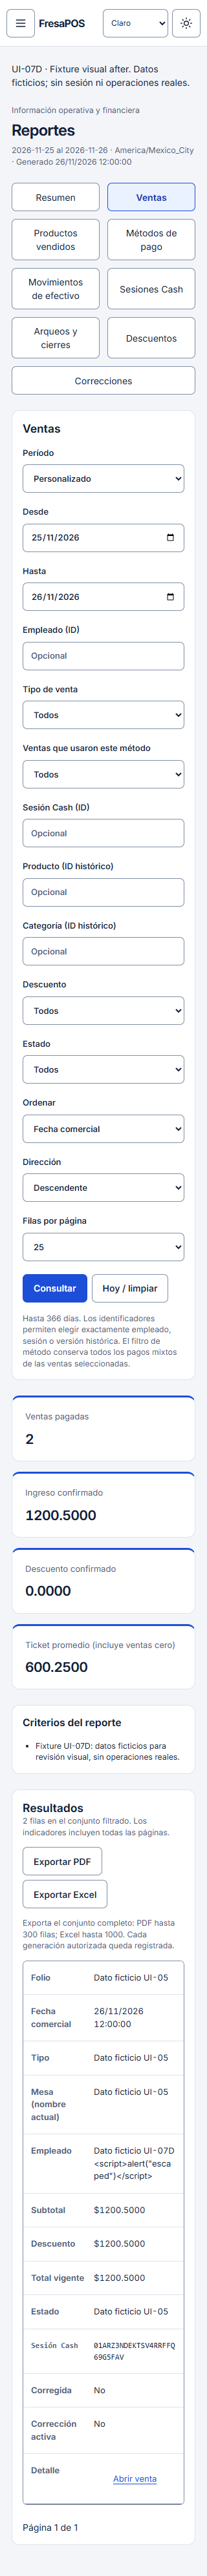 FresaPOS
Claro
UI-07D · Fixture visual after. Datos
ficticios; sin sesión ni operaciones reales.
Información operativa y financiera
Reportes
2026-11-25 al 2026-11-26 · America/Mexico_City
· Generado 26/11/2026 12:00:00
Resumen
Ventas
Productos
vendidos
Métodos de
pago
Movimientos
de efectivo
Sesiones Cash
Arqueos y
cierres
Descuentos
Correcciones
Ventas
Período
Personalizado
Desde
25/11/2026
Hasta
26/11/2026
Empleado (ID)
Opcional
Tipo de venta
Todos
Ventas que usaron este método
Todos
Sesión Cash (ID)
Opcional
Producto (ID histórico)
Opcional
Categoría (ID histórico)
Opcional
Descuento
Todos
Estado
Todos
Ordenar
Fecha comercial
Dirección
Descendente
Filas por página
25
Consultar
Hoy / limpiar
Hasta 366 días. Los identificadores
permiten elegir exactamente empleado,
sesión o versión histórica. El filtro de
método conserva todos los pagos mixtos
de las ventas seleccionadas.
Ventas pagadas
2
Ingreso confirmado
1200.5000
Descuento confirmado
0.0000
Ticket promedio (incluye ventas cero)
600.2500
Criterios del reporte
• Fixture UI-07D: datos ficticios para
revisión visual, sin operaciones reales.
Resultados
2 filas en el conjunto filtrado. Los
indicadores incluyen todas las páginas.
Exportar PDF
Exportar Excel
Exporta el conjunto completo: PDF hasta
300 filas; Excel hasta 1000. Cada
generación autorizada queda registrada.
Folio
Dato ficticio UI-05
Fecha
comercial
26/11/2026
12:00:00
Tipo
Dato ficticio UI-05
Mesa
(nombre
actual)
Dato ficticio UI-05
Empleado
Dato ficticio UI-07D
<script>alert("esca
ped")</script>
Subtotal
$1200.5000
Descuento
$1200.5000
Total vigente
$1200.5000
Estado
Dato ficticio UI-05
Sesión Cash
01ARZ3NDEKTSV4RRFFQ
69G5FAV
Corregida
No
Corrección
activa
No
Detalle
Abrir venta
Página 1 de 1